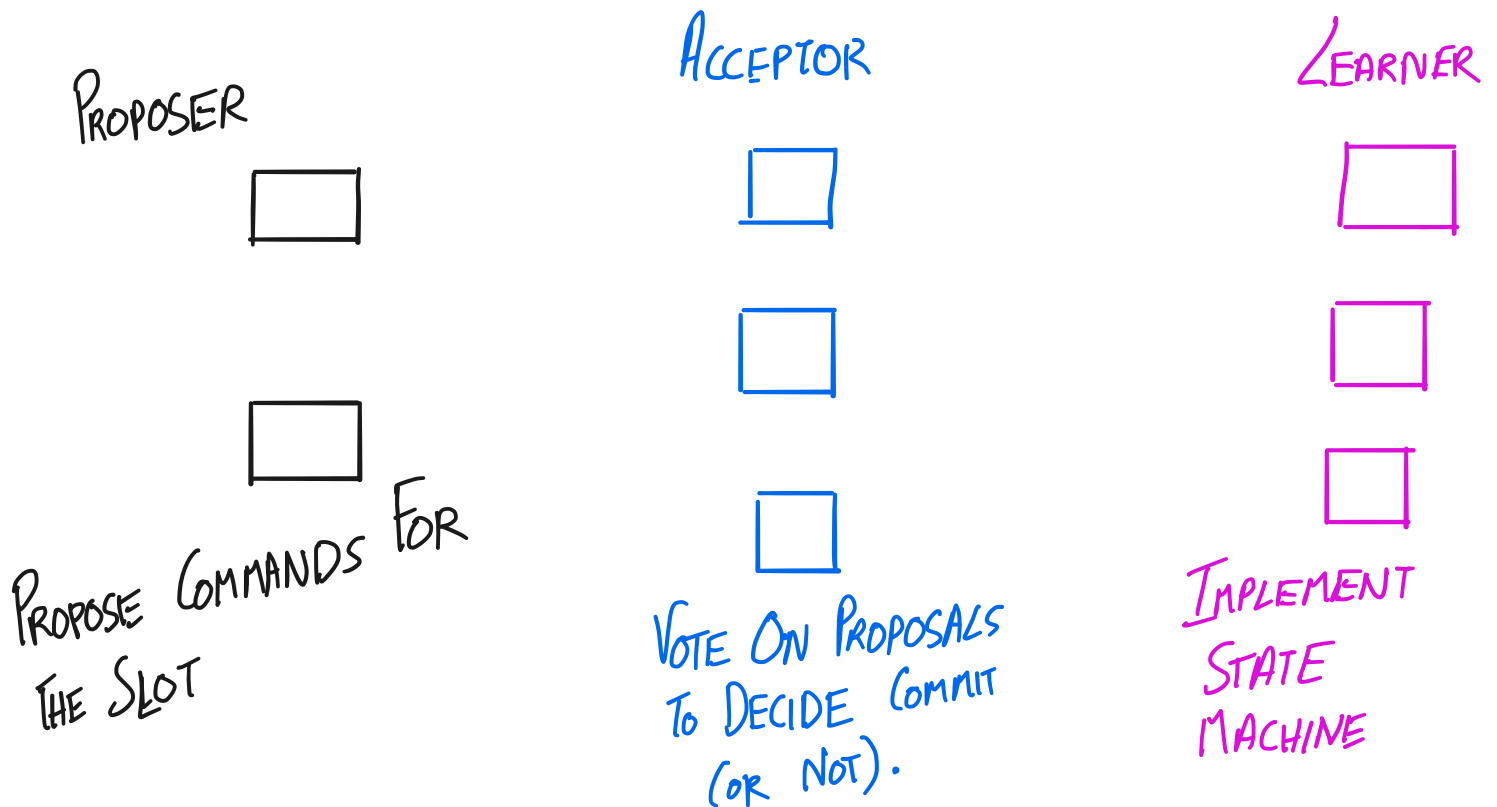 PROPOSER
PROPOSE COMMANDS FOR
THE SLOT
ACCEPTOR
VOTE ON PROPOSALS
TO DECIDE COMMIT
(OR NOT).
LEARNER
IMPLEMENT
STATE
MACHINE